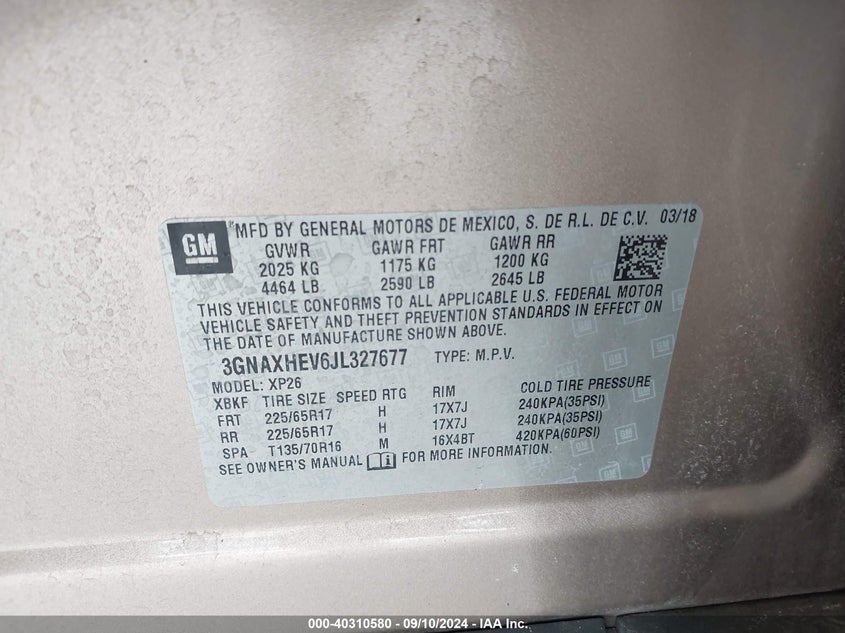 GM
MFD BY GENERAL MOTORS DE MEXICO, S. DE R.L. DE C.V. 03/18
GVWR GAWR FRT GAWR RR
2025 KG 1175 KG 1200 KG
4464 LB 2590 LB 2645 LB
THIS VEHICLE CONFORMS TO ALL APPLICABLE U.S. FEDERAL MOTOR
VEHICLE SAFETY AND THEFT PREVENTION STANDARDS IN EFFECT ON
THE DATE OF MANUFACTURE SHOWN ABOVE.
3GNAXHEV6JL327677 TYPE: M.P.V.
MODEL: XP26
XBKF TIRE SIZE SPEED RTG RIM COLD TIRE PRESSURE
FRT 225/65R17 H 17X7J 240KPA(35PSI)
RR 225/65R17 H 17X7J 240KPA(35PSI)
SPA T135/70R16 M 16X4BT 420KPA(60PSI)
SEE OWNER'S MANUAL FOR MORE INFORMATION.
000-40310580 - 09/10/2024 - IAA Inc.